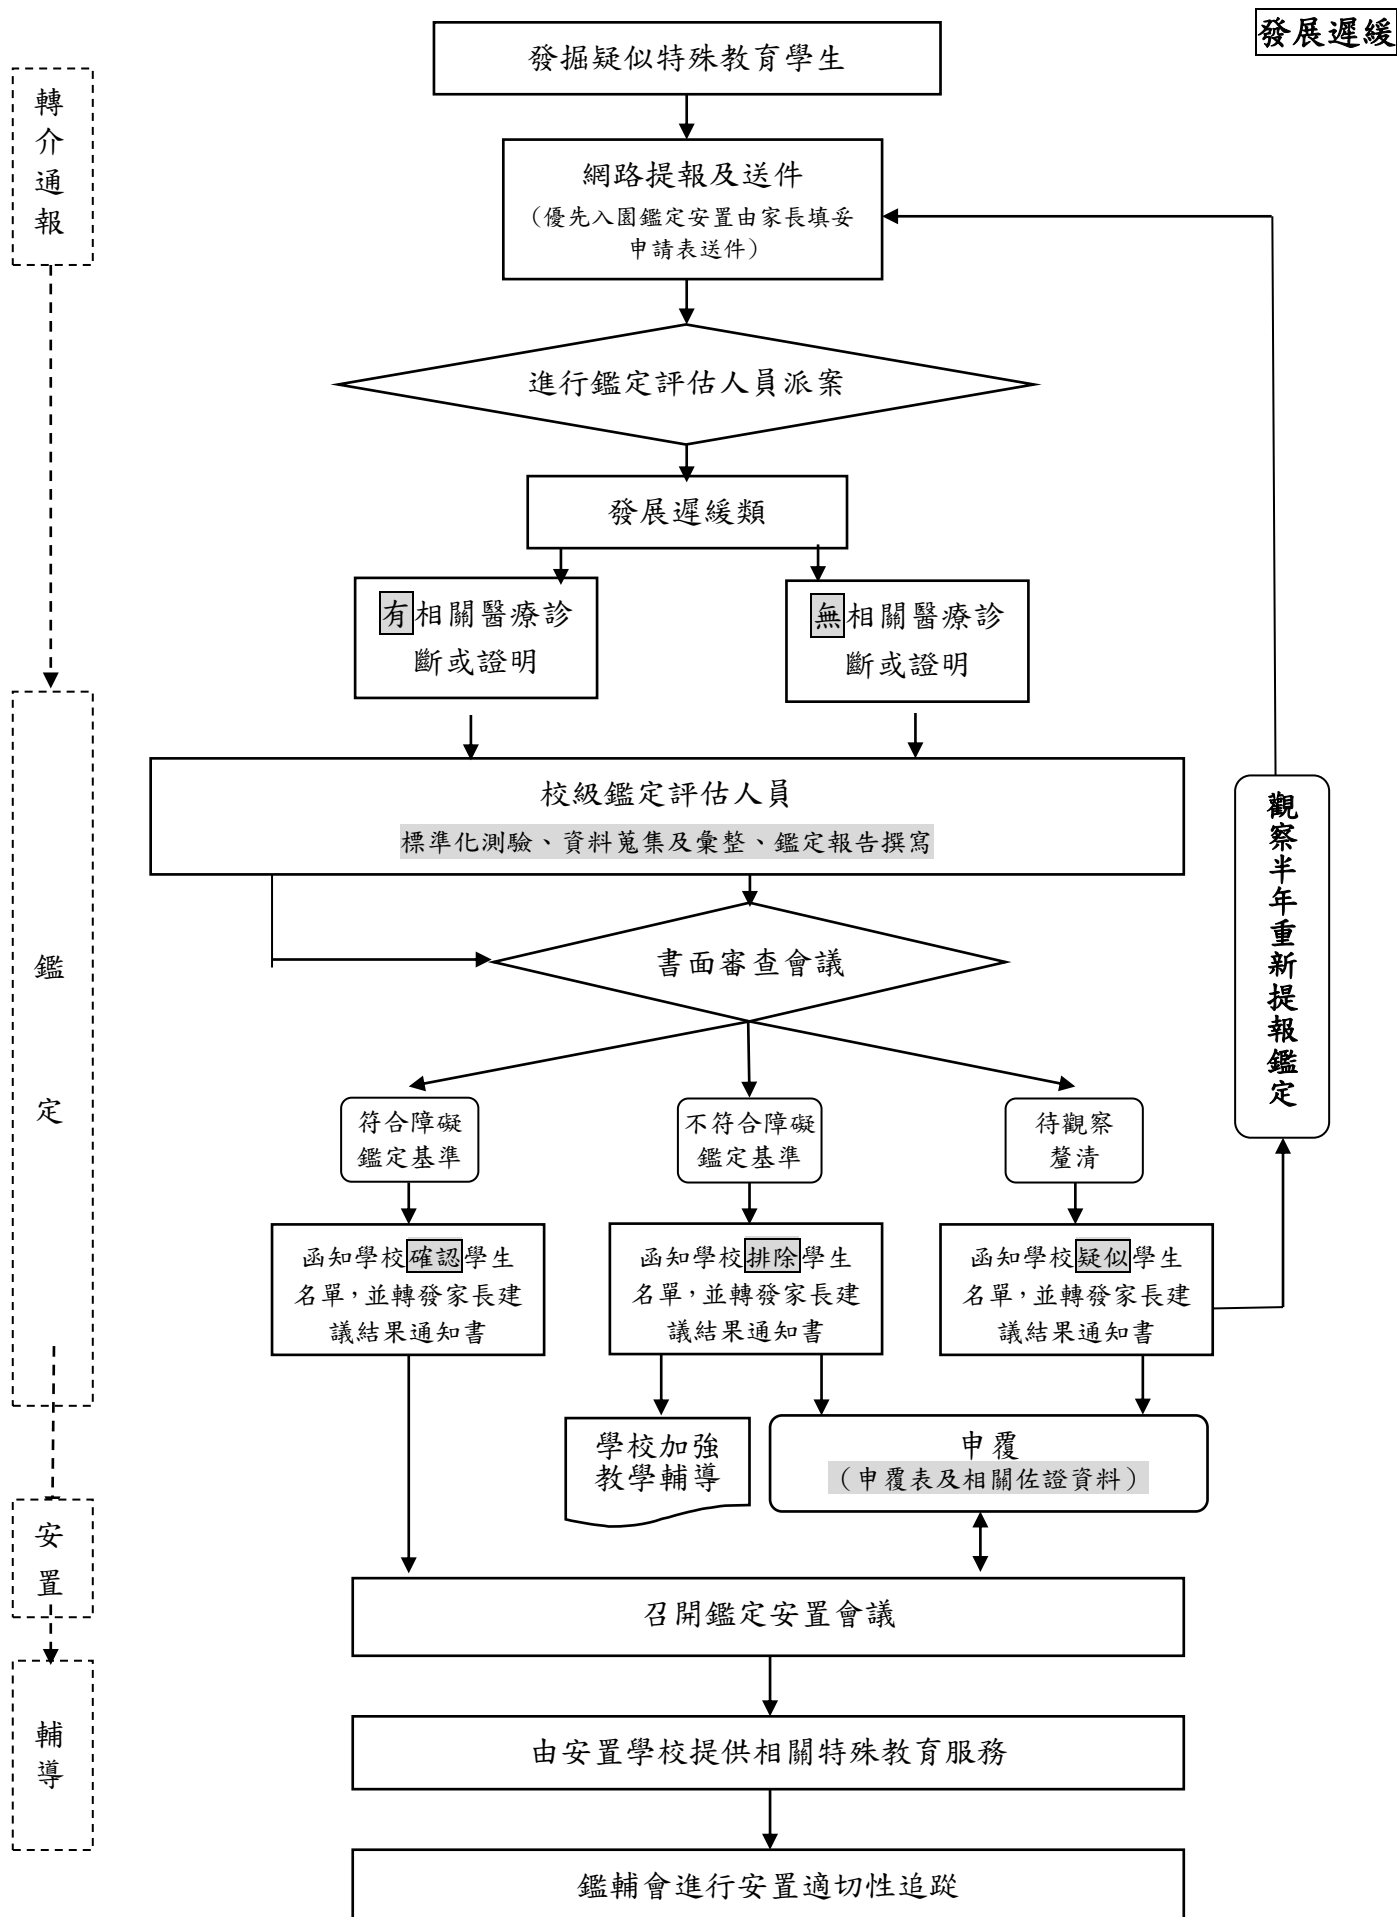 發展遲緩
發掘疑似特殊教育學生
轉
介
通
報
網路提報及送件
（優先入園鑑定安置由家長填妥
申請表送件）
進行鑑定評估人員派案
發展遲緩類
有相關醫療診
斷或證明
無相關醫療診
斷或證明
校級鑑定評估人員
標準化測驗、資料蒐集及彙整、鑑定報告撰寫
觀
察
半
年
重
新
提
報
鑑
定
鑑
定
書面審查會議
符合障礙
鑑定基準
不符合障礙
鑑定基準
待觀察
釐清
函知學校確認學生
名單，並轉發家長建
議結果通知書
函知學校排除學生
名單，並轉發家長建
議結果通知書
函知學校疑似學生
名單，並轉發家長建
議結果通知書
學校加強
教學輔導
申覆
（申覆表及相關佐證資料）
安
置
召開鑑定安置會議
輔
導
由安置學校提供相關特殊教育服務
鑑輔會進行安置適切性追蹤